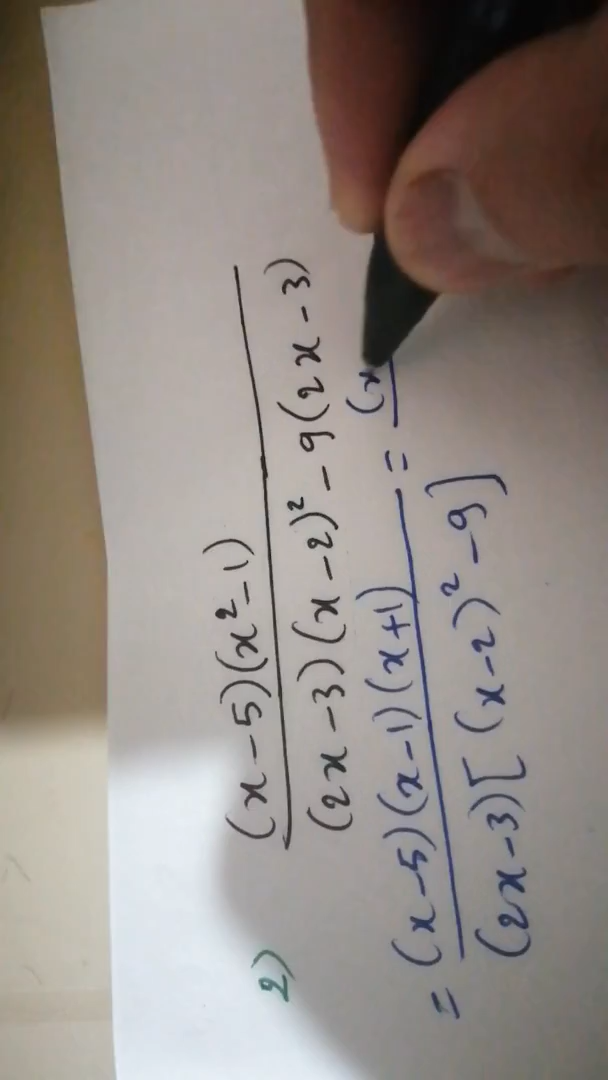 2) (x-5)(x²-1)
(2x-3)(x-2)²-9(2x-3)
= (x-5)(x-1)(x+1) = (x
(2x-3)[(x-2)²-9]